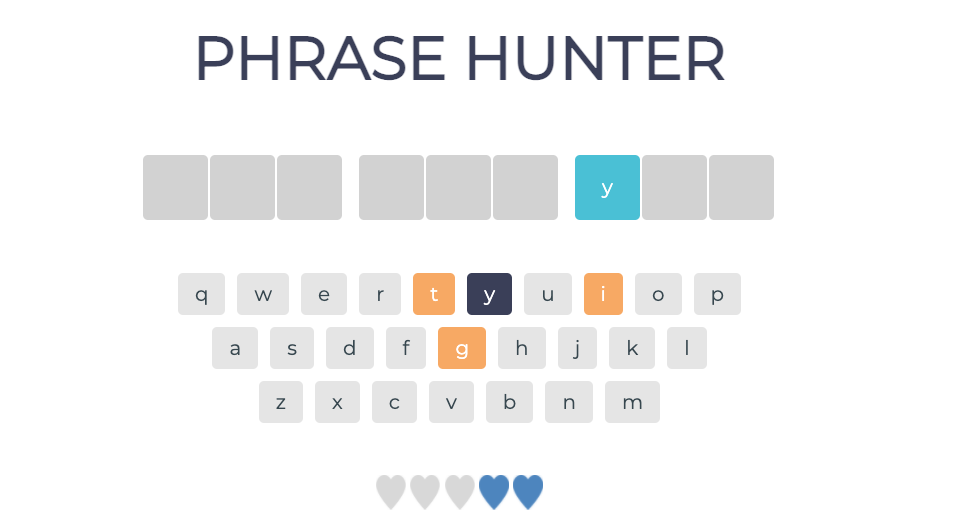 PHRASE HUNTER
y
q w e r t y u i o p
a s d f g h j k l
z x c v b n m